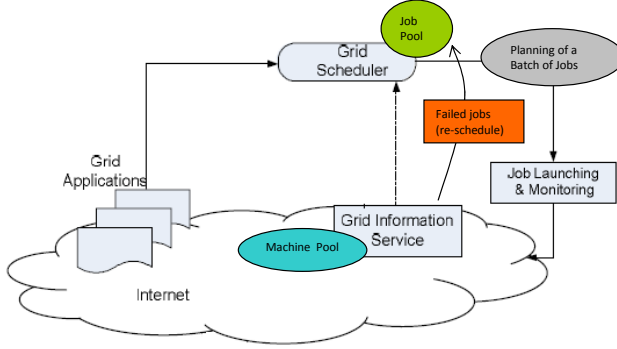 Job
Pool
Grid
Scheduler
Planning of a
Batch of Jobs
Failed jobs
(re-schedule)
Grid
Applications
Job Launching
& Monitoring
Grid Information
Service
Machine Pool
Internet